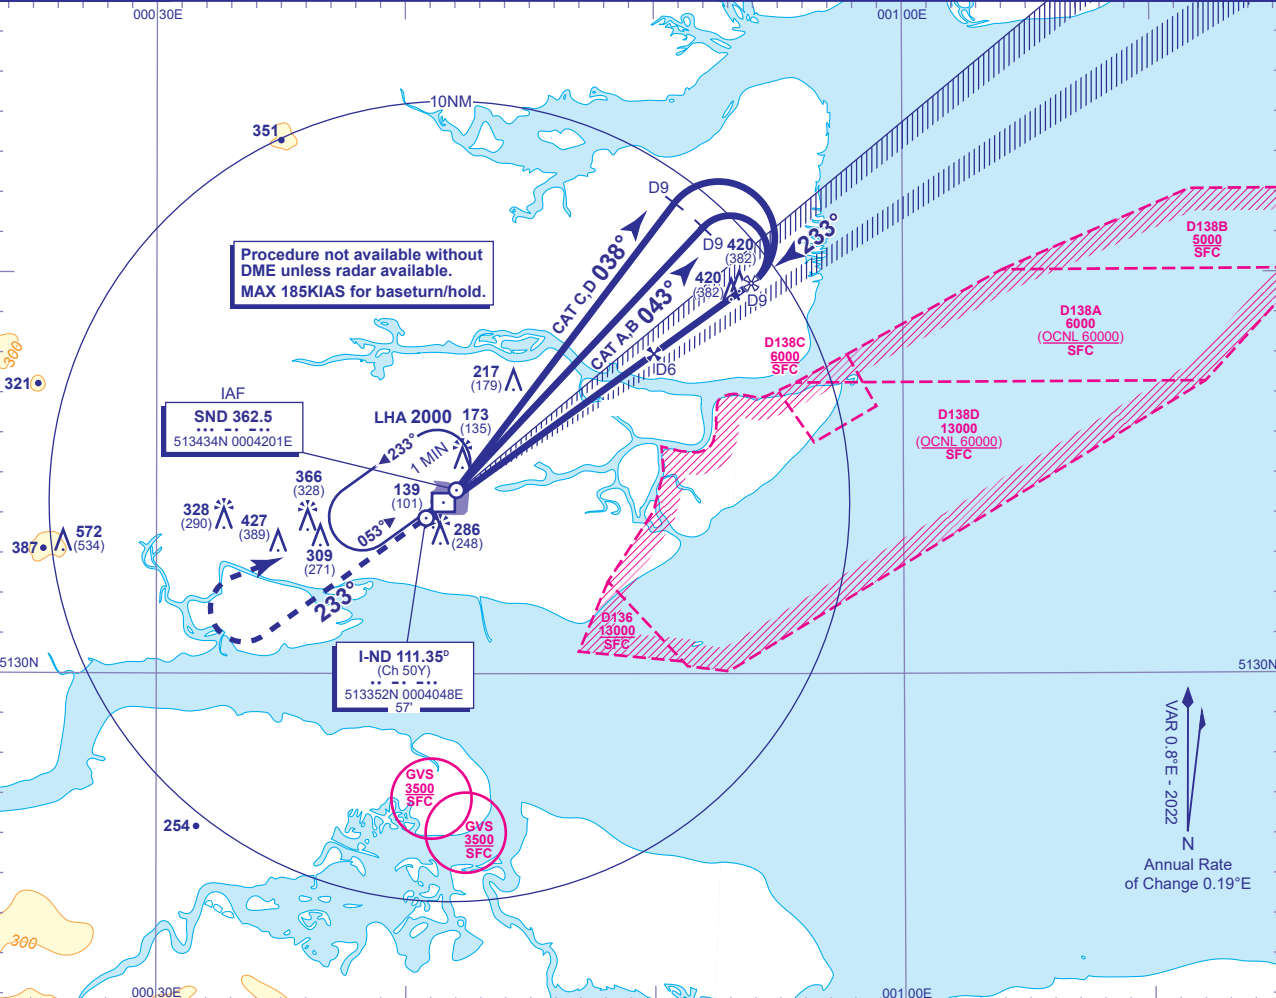 000 30E
001 00E
10NM
351
D9
D9
420
(382)
233°
D138B
5000
SFC
Procedure not available without
DME unless radar available.
MAX 185KIAS for baseturn/hold.
CAT C,D 038°
420
(382)
D9
CAT A,B 043°
D138A
6000
(OCNL 60000)
SFC
300
321
D138C
6000
SFC
D6
217
(179)
IAF
SND 362.5
513434N 0004201E
LHA 2000
173
(135)
233°
1 MIN
D138D
13000
(OCNL 60000)
SFC
366
(328)
139
(101)
328
(290)
427
(389)
309
(271)
053°
286
(248)
387
572
(534)
233°
D136
13000
SFC
I-ND 111.35D
(Ch 50Y)
513352N 0004048E
57'
5130N
5130N
VAR 0.8°E - 2022
N
Annual Rate
of Change 0.19°E
GVS
3500
SFC
GVS
3500
SFC
254
300
000 30E
001 00E